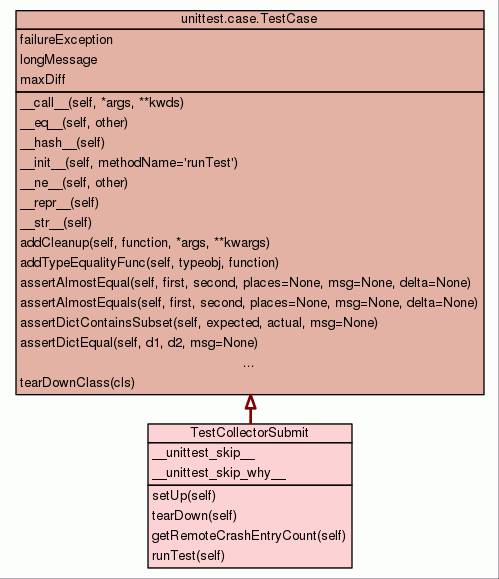 unittest.case.TestCase
failureException
longMessage
maxDiff
__call__(self, *args, **kwds)
__eq__(self, other)
__hash__(self)
__init__(self, methodName='runTest')
__ne__(self, other)
__repr__(self)
__str__(self)
addCleanup(self, function, *args, **kwargs)
addTypeEqualityFunc(self, typeobj, function)
assertAlmostEqual(self, first, second, places=None, msg=None, delta=None)
assertAlmostEquals(self, first, second, places=None, msg=None, delta=None)
assertDictContainsSubset(self, expected, actual, msg=None)
assertDictEqual(self, d1, d2, msg=None)
...
tearDownClass(cls)
TestCollectorSubmit
__unittest_skip__
__unittest_skip_why__
setUp(self)
tearDown(self)
getRemoteCrashEntryCount(self)
runTest(self)